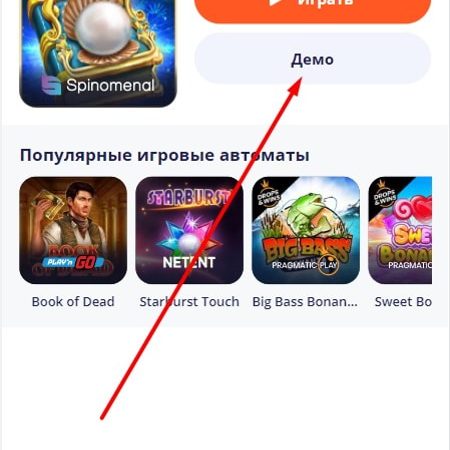 Играть
Spinomenal
Демо
Популярные игровые автоматы
DROPS & WINS
DROPS & WINS
STARBURST
BOOK OF DEAD
PLAY'n GO
NETENT
BIG BASS
PRAGMATIC PLAY
SWE
BONAN
PRAGMATIC
Book of Dead
Starburst Touch
Big Bass Bonan...
Sweet Bo